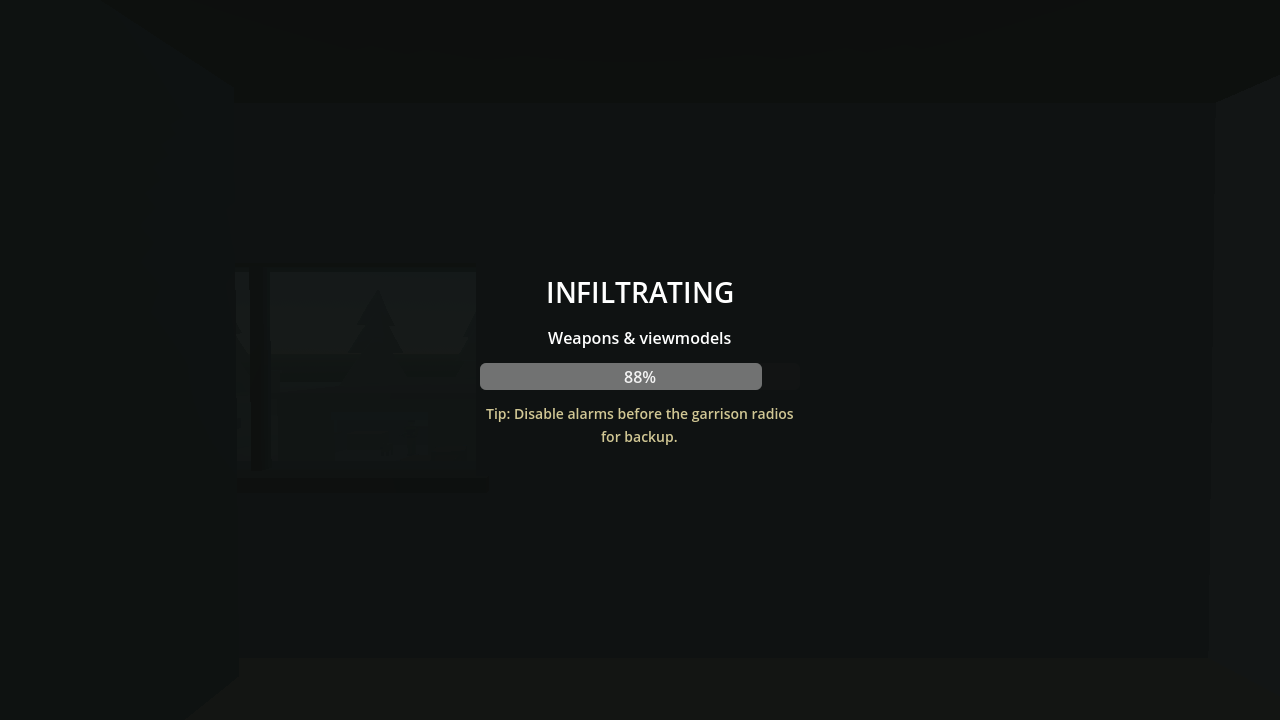 INFILTRATING
Weapons & viewmodels
88%
Tip: Disable alarms before the garrison radios
for backup.